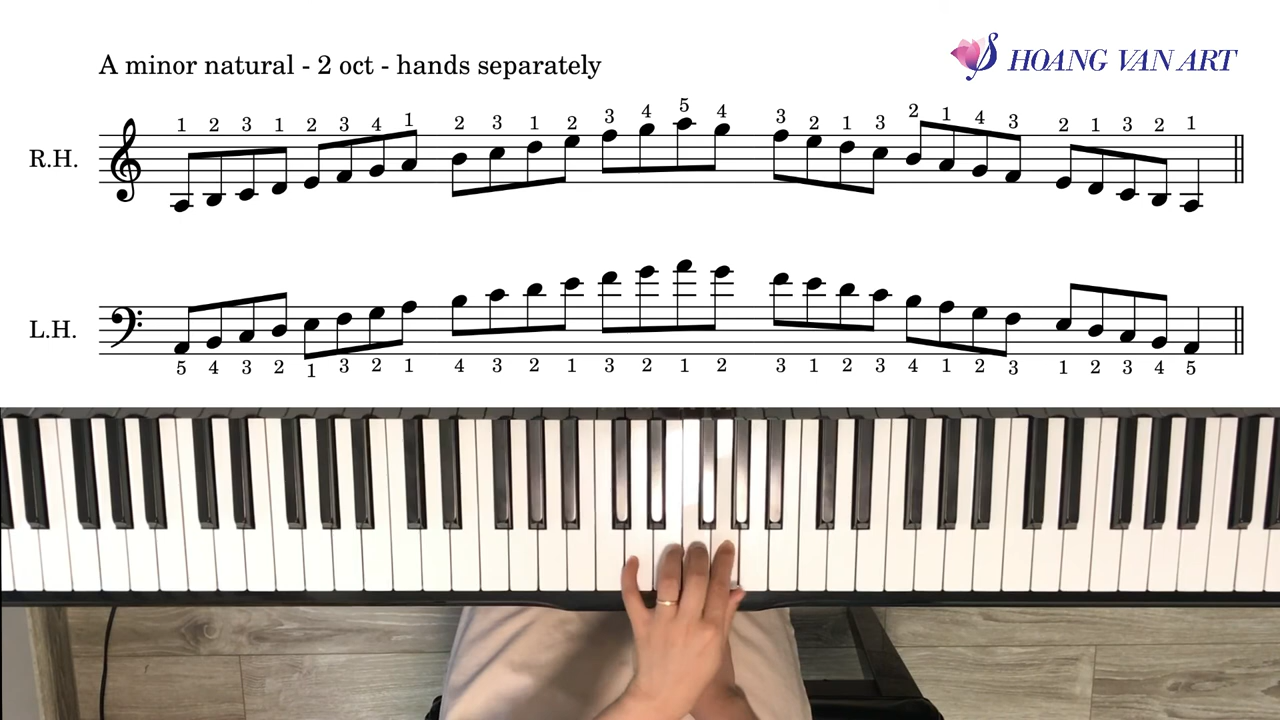 HOANG VAN ART
A minor natural - 2 oct - hands separately
1 2 3 1 2 3 4 1 2 3 1 2 3 4 5 4 3 2 1 3 2 1 4 3 2 1 3 2 1
R.H.
L.H.
5 4 3 2 1 3 2 1 4 3 2 1 3 2 1 2 3 1 2 3 4 1 2 3 1 2 3 4 5